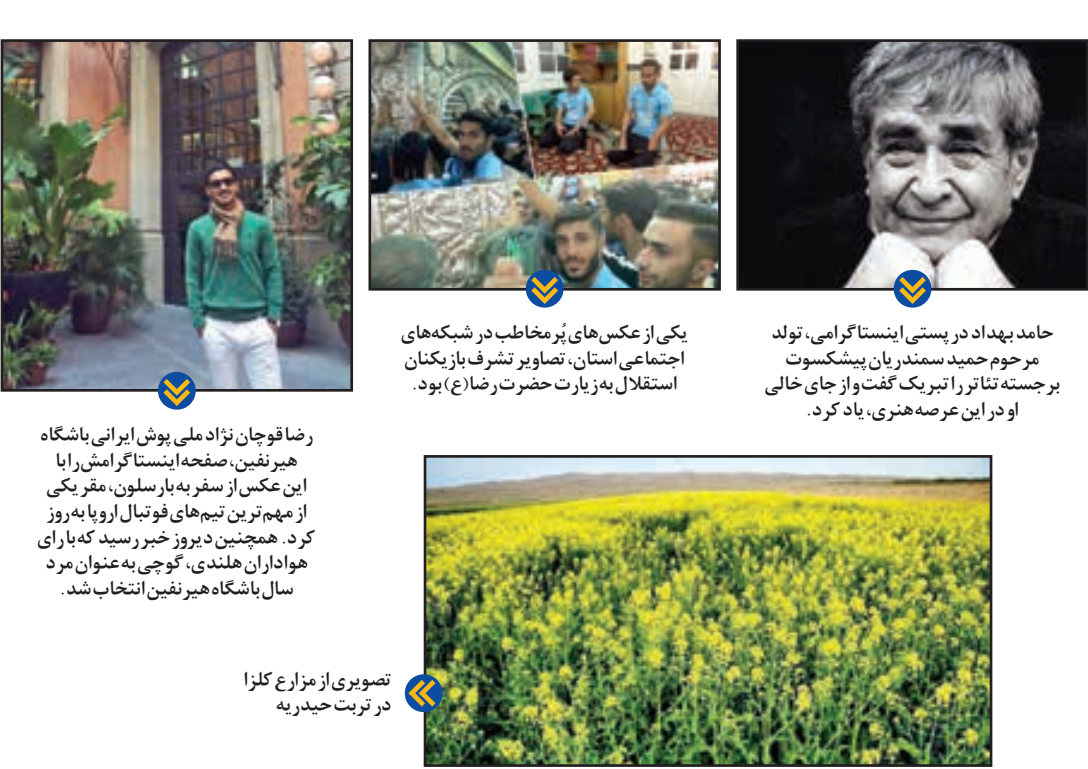 حامد بهداد در پستی اینستاگرامی، تولد
مرحوم حمید سمندریان پیشکسوت
برجسته تئاتر را تبریک گفت و از جای خالی
او در این عرصه هنری، یاد کرد.
یکی از عکس‌های پُر مخاطب در شبکه‌های
اجتماعی استان، تصاویر تشرف بازیکنان
استقلال به زیارت حضرت رضا(ع) بود.
رضا قوچان نژاد ملی پوش ایرانی باشگاه
هیرنفین، صفحه اینستاگرامش را با
این عکس از سفر به بارسلون، مقر یکی
از مهم‌ترین تیم‌های فوتبال اروپا به روز
کرد. همچنین دیروز خبر رسید که با رای
هواداران هلندی، گوچی به عنوان مرد
سال باشگاه هیرنفین انتخاب شد.
تصویری از مزارع کلزا
در تربت حیدریه